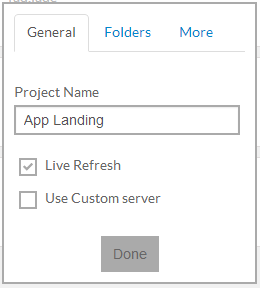 General Folders More
Project Name
App Landing
Live Refresh
Use Custom server
Done